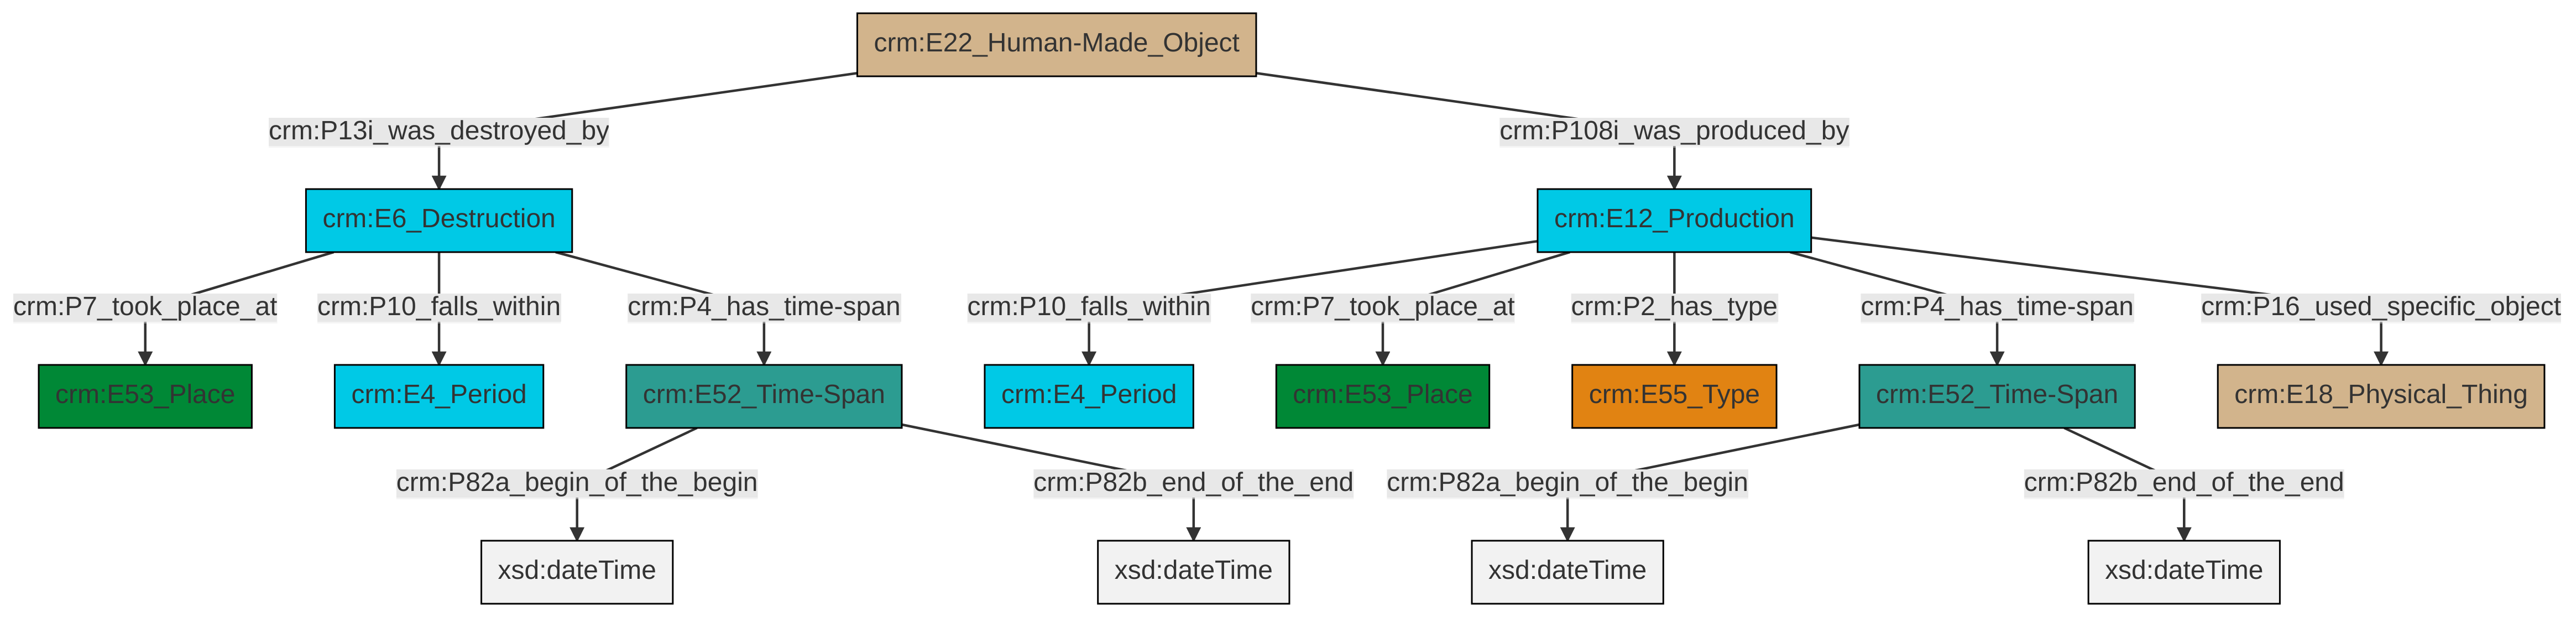 crm:E22_Human-Made_Object
crm:P13i_was_destroyed_by
crm:P108i_was_produced_by
crm:E6_Destruction
crm:E12_Production
crm:P7_took_place_at
crm:P10_falls_within
crm:P4_has_time-span
crm:P10_falls_within
crm:P7_took_place_at
crm:P2_has_type
crm:P4_has_time-span
crm:P16_used_specific_object
crm:E53_Place
crm:E4_Period
crm:E52_Time-Span
crm:E4_Period
crm:E53_Place
crm:E55_Type
crm:E52_Time-Span
crm:E18_Physical_Thing
crm:P82a_begin_of_the_begin
crm:P82b_end_of_the_end
crm:P82a_begin_of_the_begin
crm:P82b_end_of_the_end
xsd:dateTime
xsd:dateTime
xsd:dateTime
xsd:dateTime